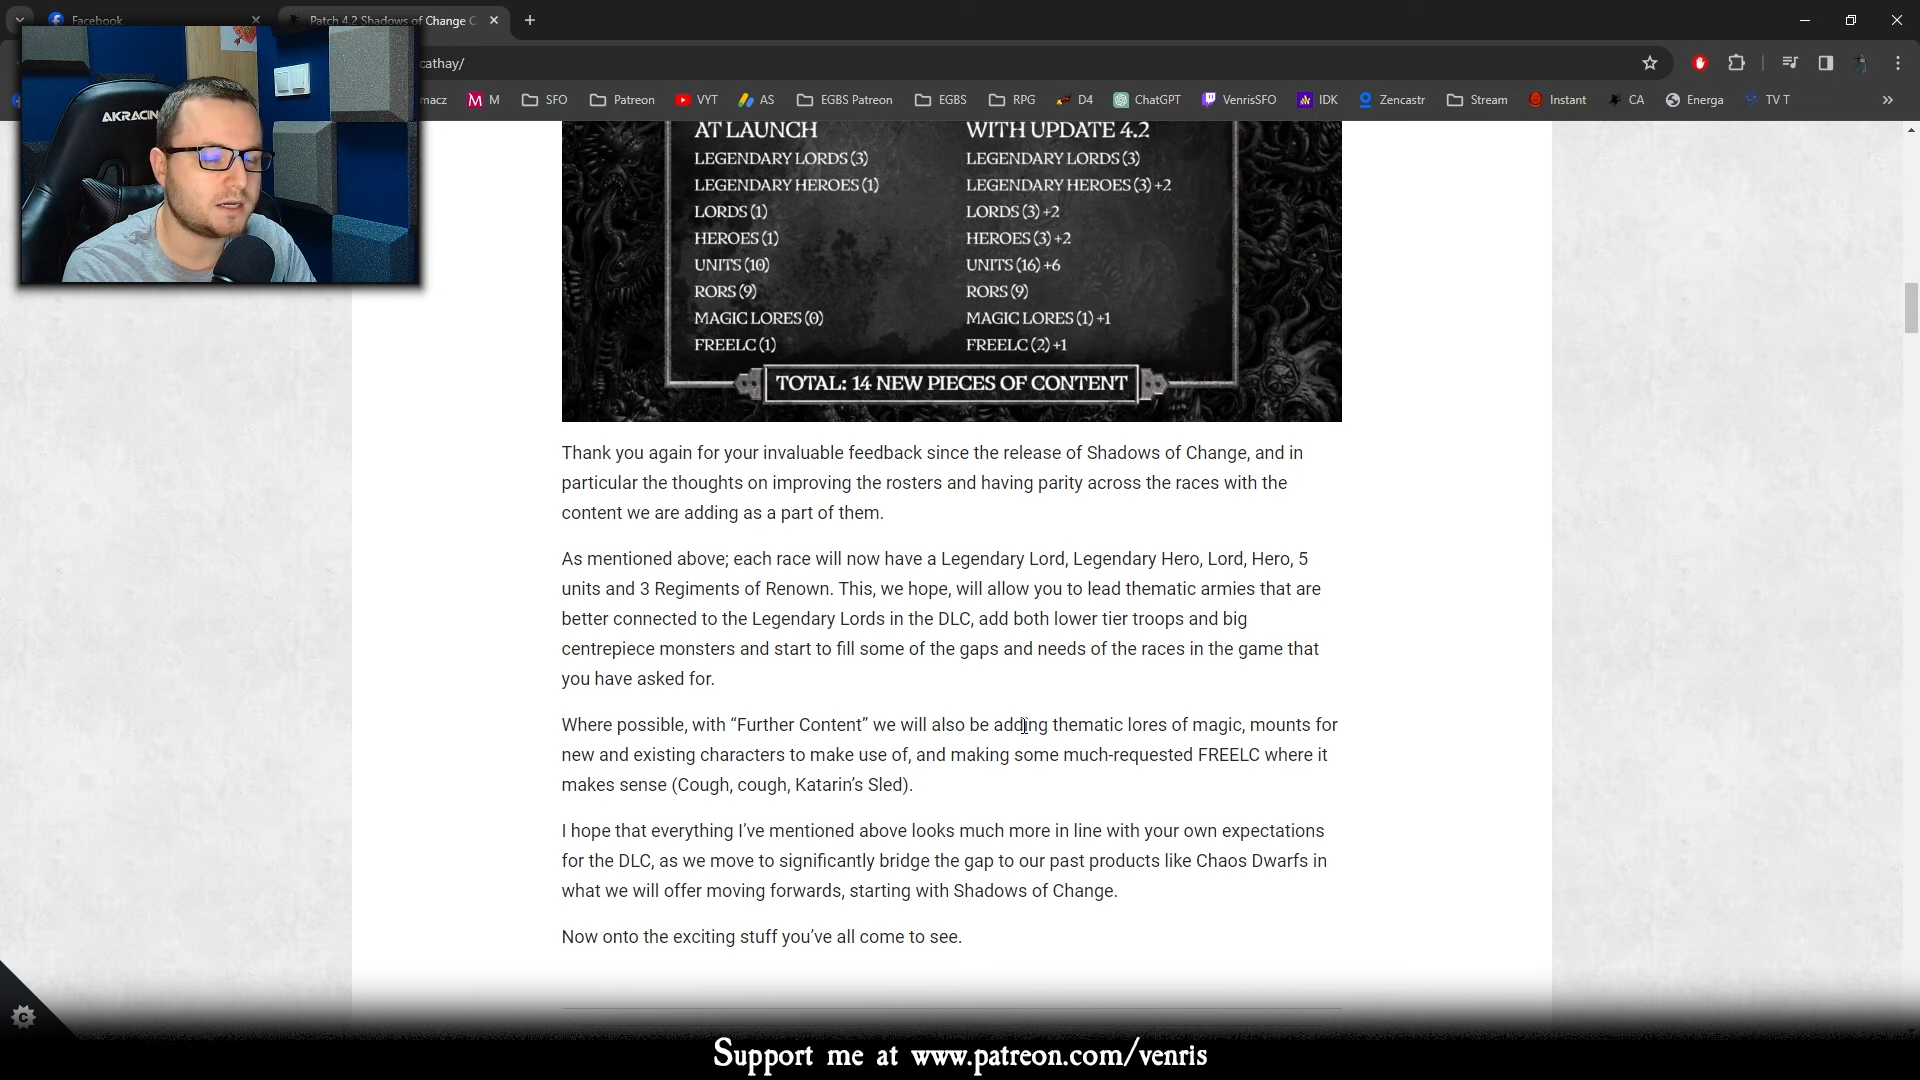 Facebook
Patch 4.2 Shadows of Change C
cathay/
macz
M
SFO
Patreon
VYT
AS
EGBS Patreon
EGBS
RPG
D4
ChatGPT
VenrisSFO
IDK
Zencastr
Stream
Instant
CA
Energa
TV T
AKRACIN
AT LAUNCH
WITH UPDATE 4.2
LEGENDARY LORDS (3)
LEGENDARY LORDS (3)
LEGENDARY HEROES (1)
LEGENDARY HEROES (3) +2
LORDS (1)
LORDS (3) +2
HEROES (1)
HEROES (3) +2
UNITS (10)
UNITS (16) +6
RORS (9)
RORS (9)
MAGIC LORES (0)
MAGIC LORES (1) +1
FREELC (1)
FREELC (2) +1
TOTAL: 14 NEW PIECES OF CONTENT
Thank you again for your invaluable feedback since the release of Shadows of Change, and in
particular the thoughts on improving the rosters and having parity across the races with the
content we are adding as a part of them.
As mentioned above; each race will now have a Legendary Lord, Legendary Hero, Lord, Hero, 5
units and 3 Regiments of Renown. This, we hope, will allow you to lead thematic armies that are
better connected to the Legendary Lords in the DLC, add both lower tier troops and big
centrepiece monsters and start to fill some of the gaps and needs of the races in the game that
you have asked for.
Where possible, with “Further Content” we will also be adding thematic lores of magic, mounts for
new and existing characters to make use of, and making some much-requested FREELC where it
makes sense (Cough, cough, Katarin’s Sled).
I hope that everything I’ve mentioned above looks much more in line with your own expectations
for the DLC, as we move to significantly bridge the gap to our past products like Chaos Dwarfs in
what we will offer moving forwards, starting with Shadows of Change.
Now onto the exciting stuff you’ve all come to see.
Support me at www.patreon.com/venris